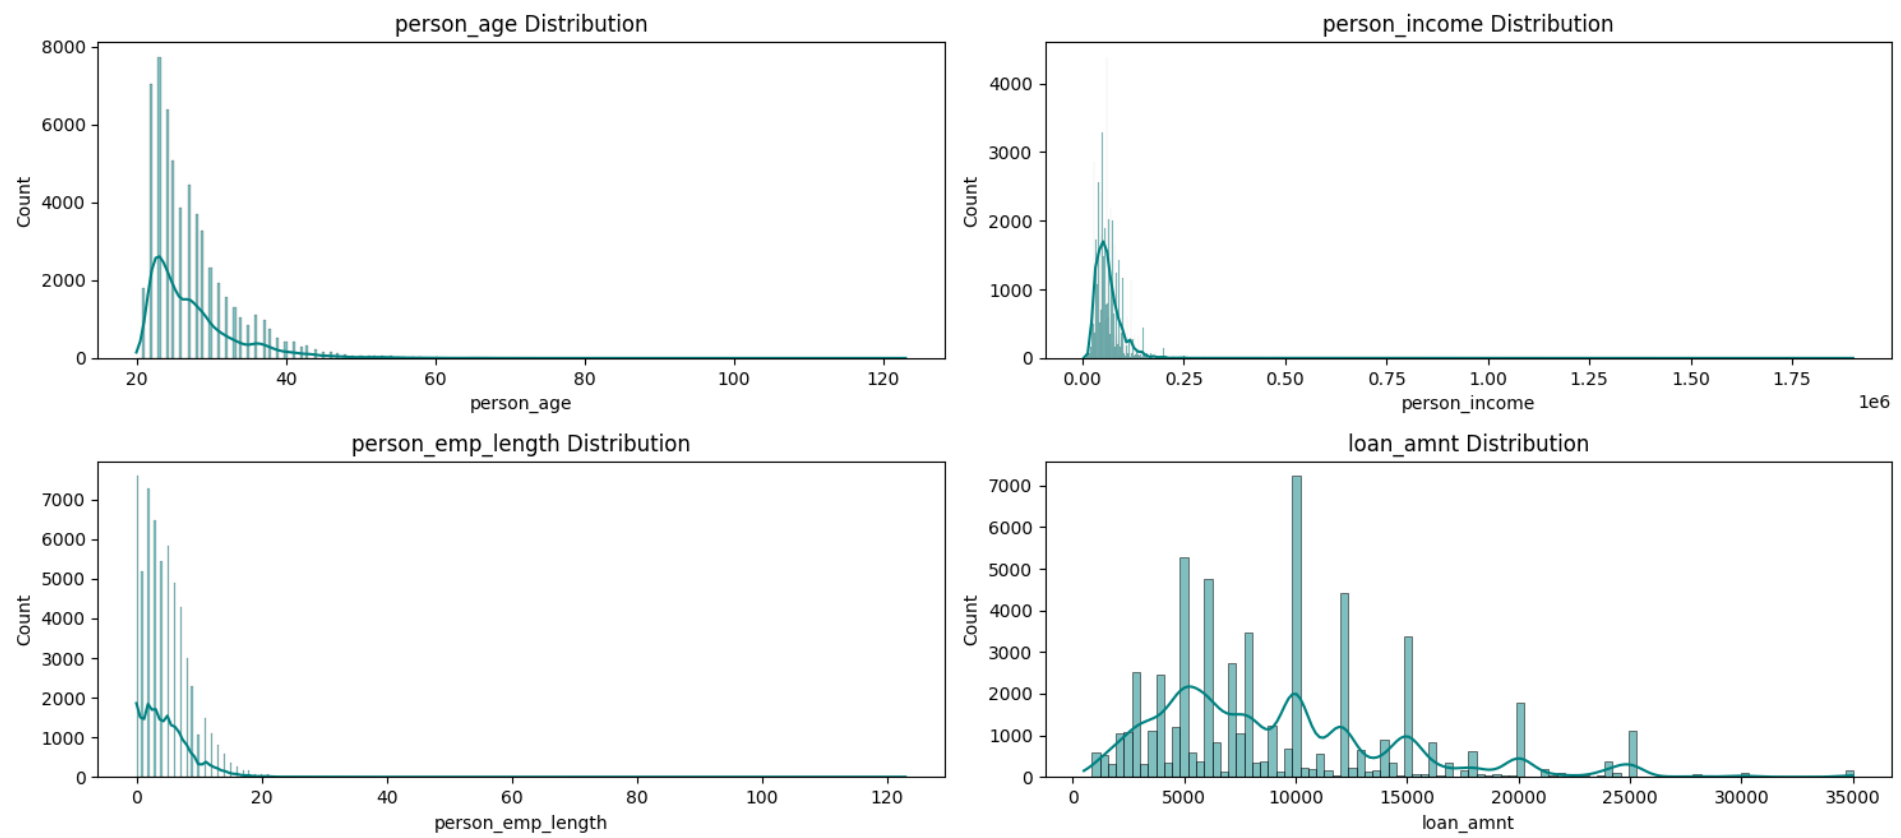 person_age Distribution
8000
6000
4000
2000
0
Count
20 40 60 80 100 120
person_age
person_income Distribution
4000
3000
2000
1000
0
Count
0.00 0.25 0.50 0.75 1.00 1.25 1.50 1.75
1e6
person_income
person_emp_length Distribution
7000
6000
5000
4000
3000
2000
1000
0
Count
0 20 40 60 80 100 120
person_emp_length
loan_amnt Distribution
7000
6000
5000
4000
3000
2000
1000
0
Count
0 5000 10000 15000 20000 25000 30000 35000
loan_amnt